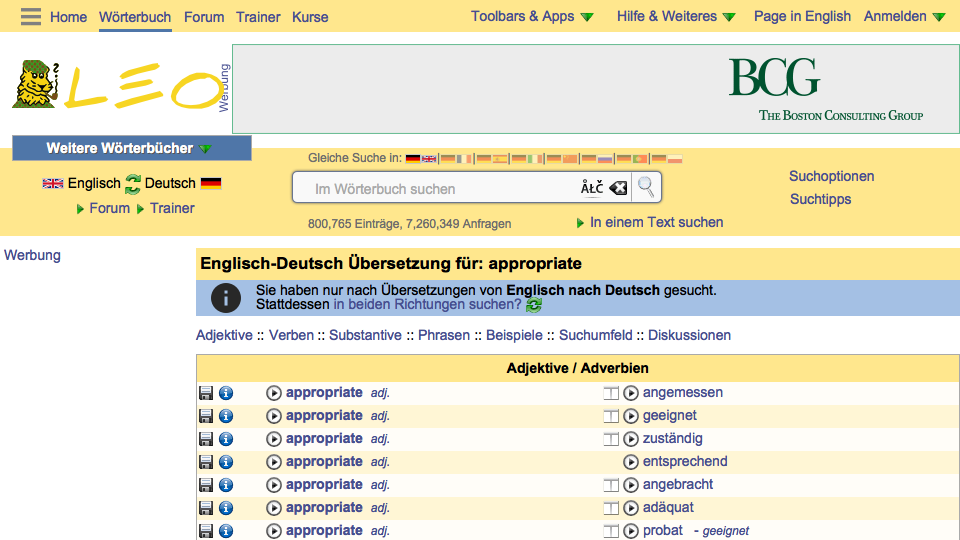 Home Wörterbuch Forum Trainer Kurse Toolbars & Apps Hilfe & Weiteres Page in English Anmelden
LEO
Werbung
BCG
THE BOSTON CONSULTING GROUP
Weitere Wörterbücher
Gleiche Suche in:
Englisch Deutsch
Im Wörterbuch suchen ÅŁČ
Suchoptionen
Forum Trainer
Suchtipps
800,765 Einträge, 7,260,349 Anfragen
In einem Text suchen
Werbung
Englisch-Deutsch Übersetzung für: appropriate
Sie haben nur nach Übersetzungen von Englisch nach Deutsch gesucht.
Stattdessen in beiden Richtungen suchen?
Adjektive :: Verben :: Substantive :: Phrasen :: Beispiele :: Suchumfeld :: Diskussionen
Adjektive / Adverbien
appropriate adj. angemessen
appropriate adj. geeignet
appropriate adj. zuständig
appropriate adj. entsprechend
appropriate adj. angebracht
appropriate adj. adäquat
appropriate adj. probat - geeignet